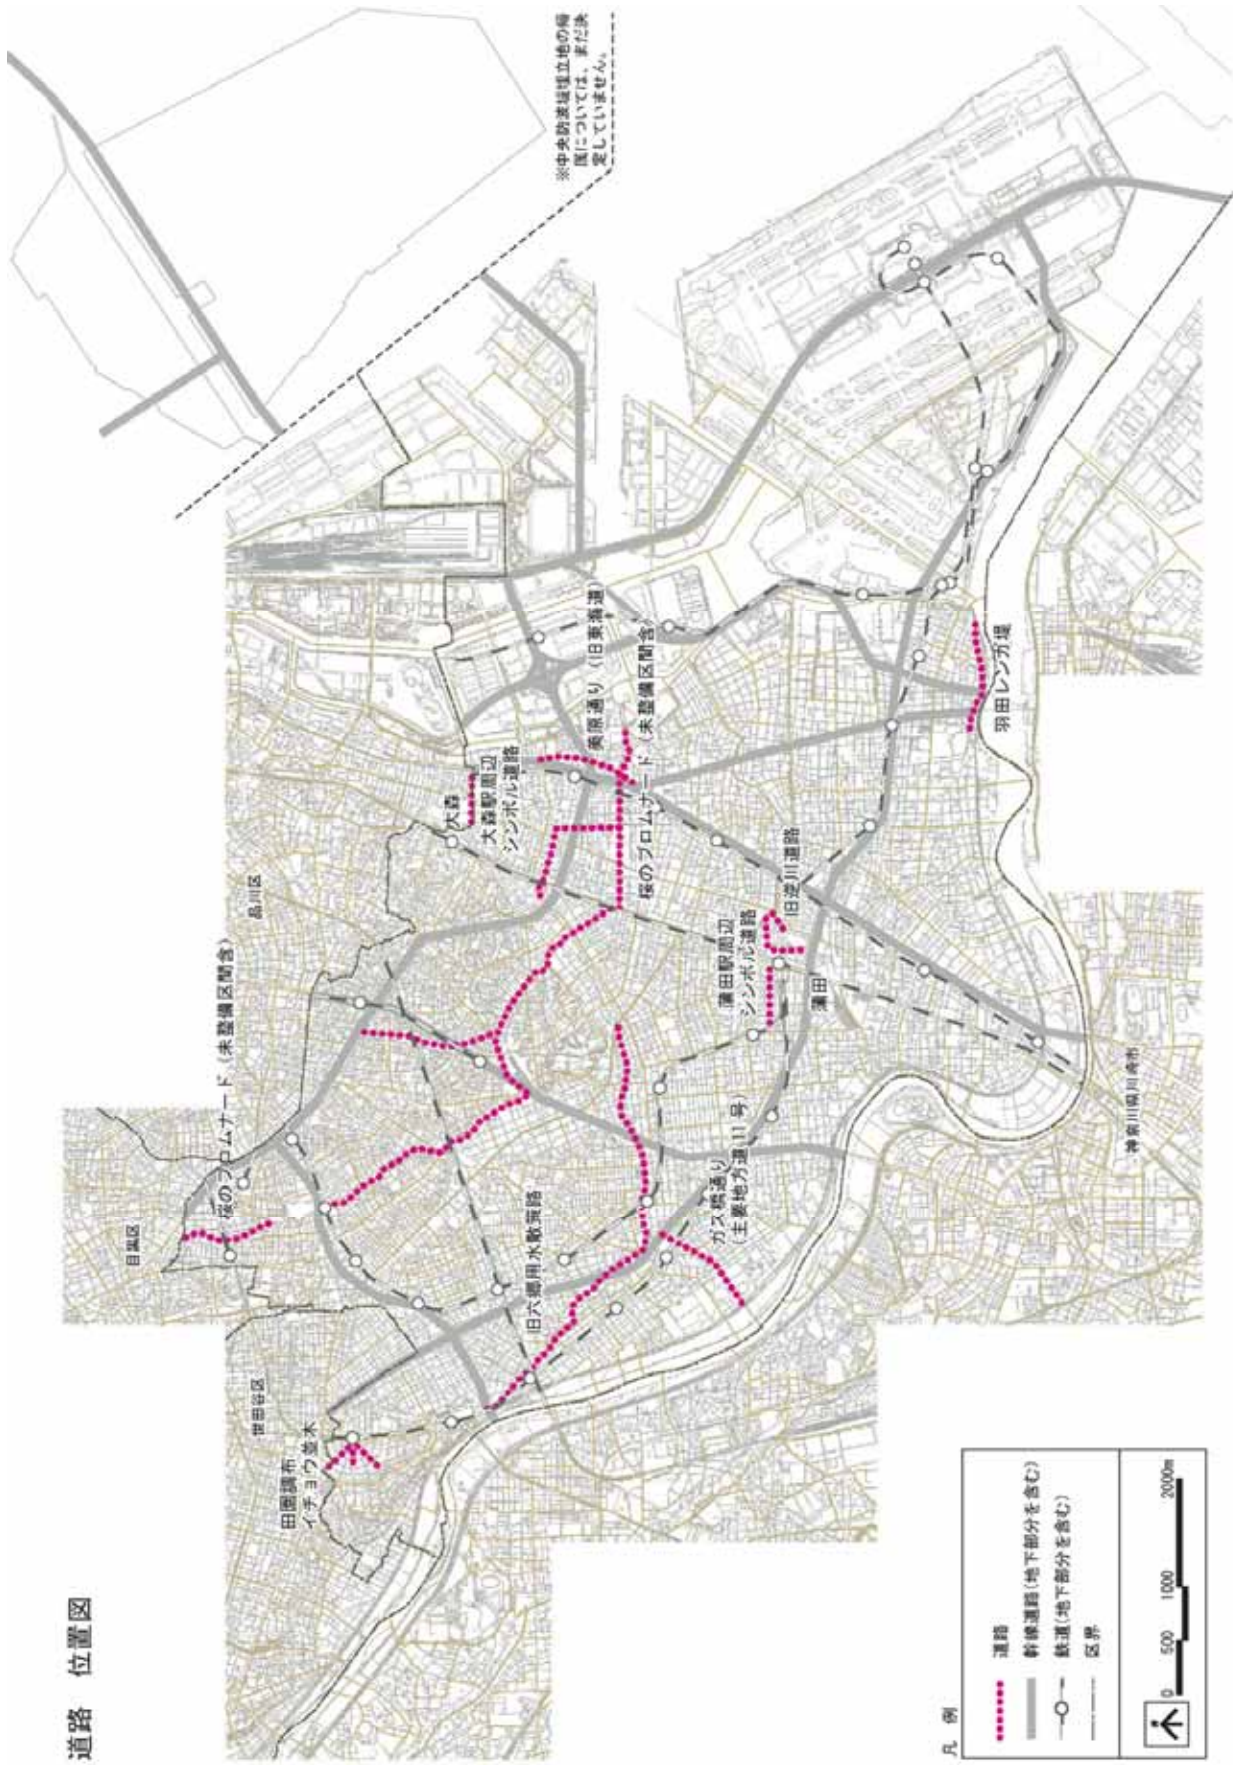 道路　位置図
※中央防波堤埋立地の帰
属については、まだ決
定していません。
目黒区
品川区
世田谷区
桜のプロムナード（未整備区間含）
田園調布
イチョウ並木
大森
大森駅周辺
シンボル道路
美原通り（旧東海道）
桜のプロムナード（未整備区間含）
旧六郷用水散策路
ガス橋通り
（主要地方道11号）
蒲田駅周辺
シンボル道路
旧逆川道路
蒲田
羽田レンガ堤
神奈川県川崎市
凡　例
道路
幹線道路（地下部分を含む）
鉄道（地下部分を含む）
区界
0　500　1000　2000m